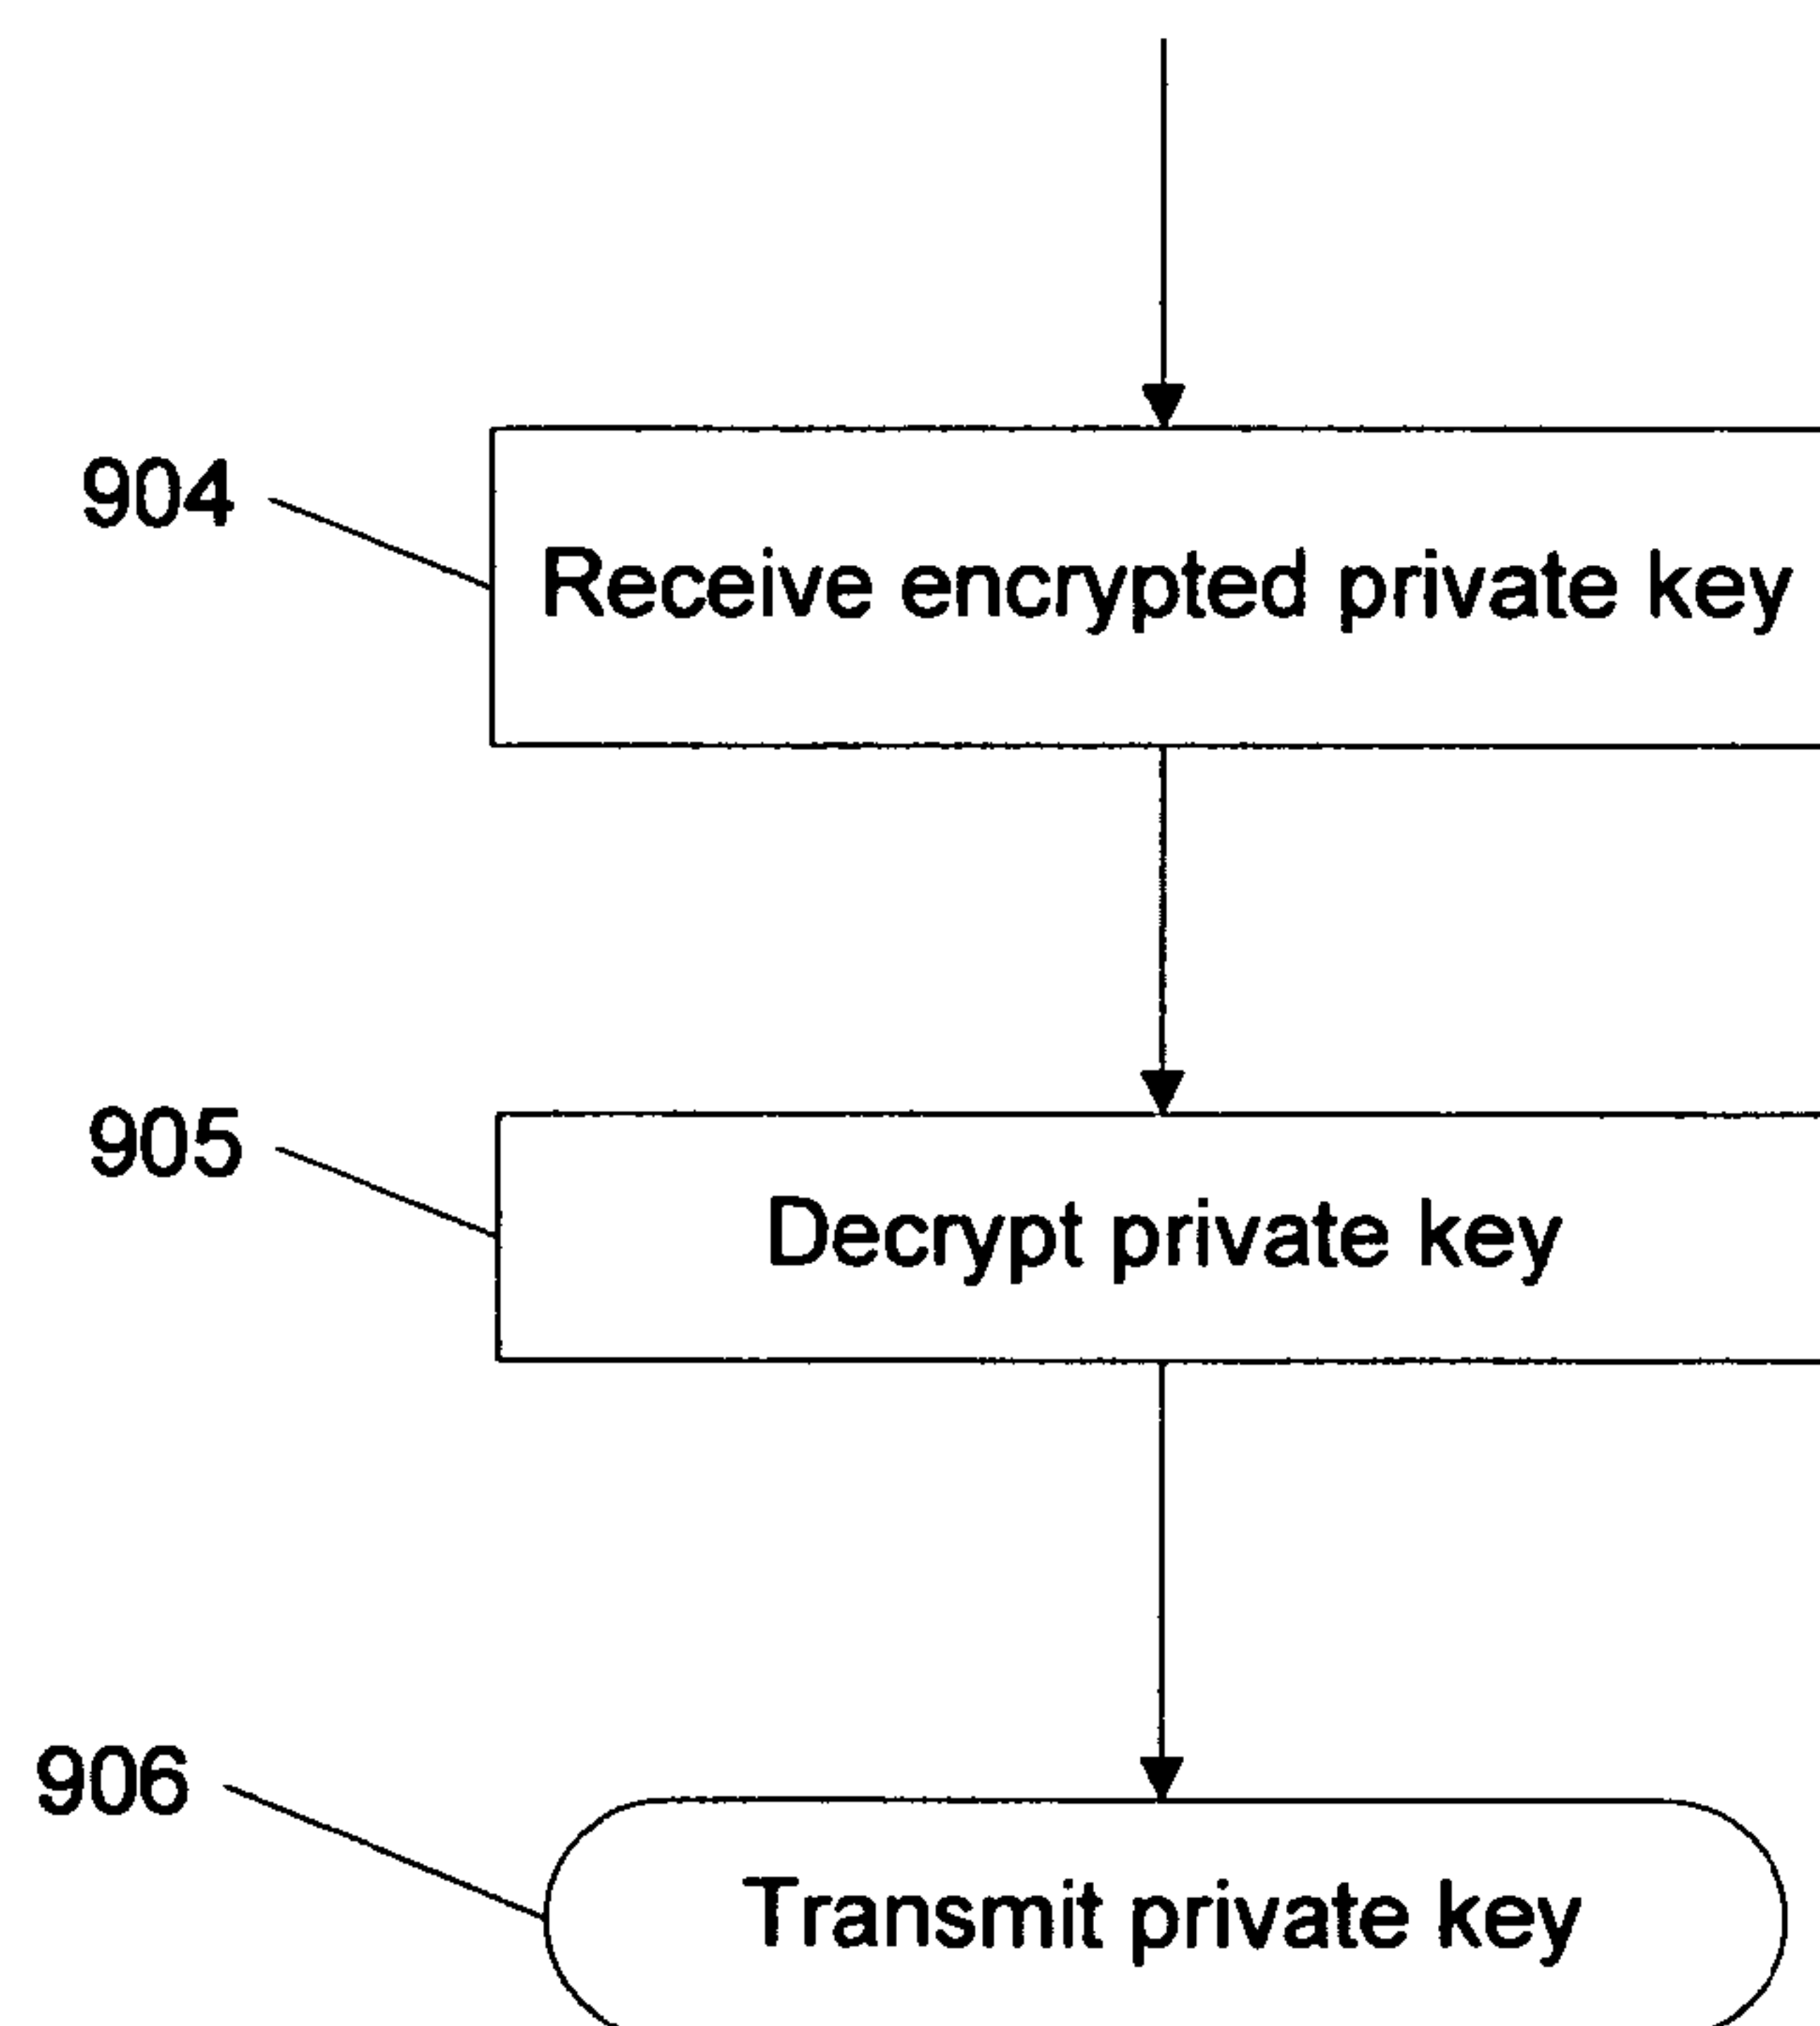 904
Receive encrypted private key
905
Decrypt private key
906
Transmit private key